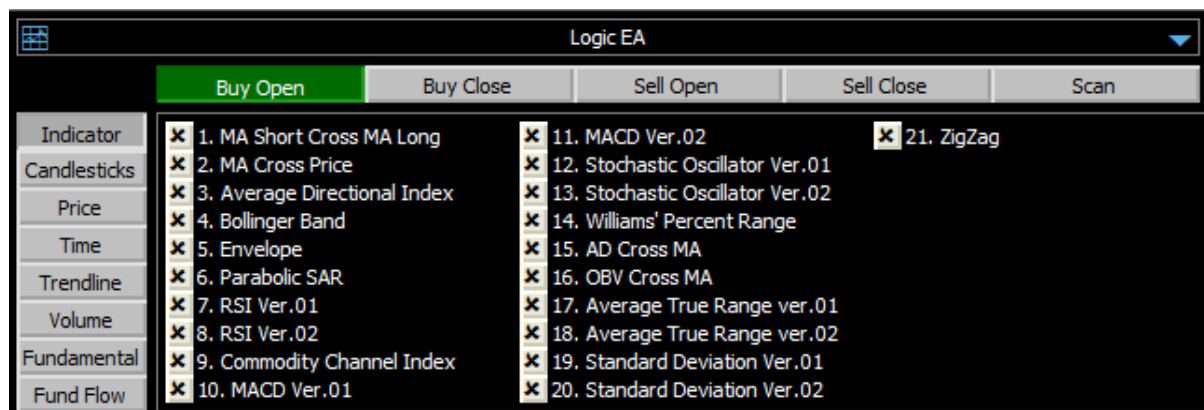 Logic EA
Buy Open
Buy Close
Sell Open
Sell Close
Scan
Indicator
Candlesticks
Price
Time
Trendline
Volume
Fundamental
Fund Flow
1. MA Short Cross MA Long
2. MA Cross Price
3. Average Directional Index
4. Bollinger Band
5. Envelope
6. Parabolic SAR
7. RSI Ver.01
8. RSI Ver.02
9. Commodity Channel Index
10. MACD Ver.01
11. MACD Ver.02
12. Stochastic Oscillator Ver.01
13. Stochastic Oscillator Ver.02
14. Williams' Percent Range
15. AD Cross MA
16. OBV Cross MA
17. Average True Range ver.01
18. Average True Range ver.02
19. Standard Deviation Ver.01
20. Standard Deviation Ver.02
21. ZigZag